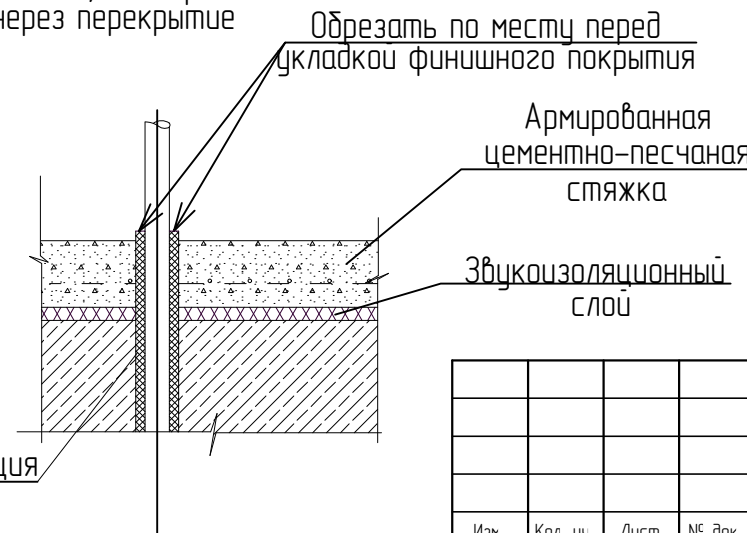 через перекрытие
Обрезать по месту перед
укладкой финишного покрытия
Армированная
цементно-песчаная
стяжка
Звукоизоляционный
слой
Изм. Кол. уч. Лист № док.